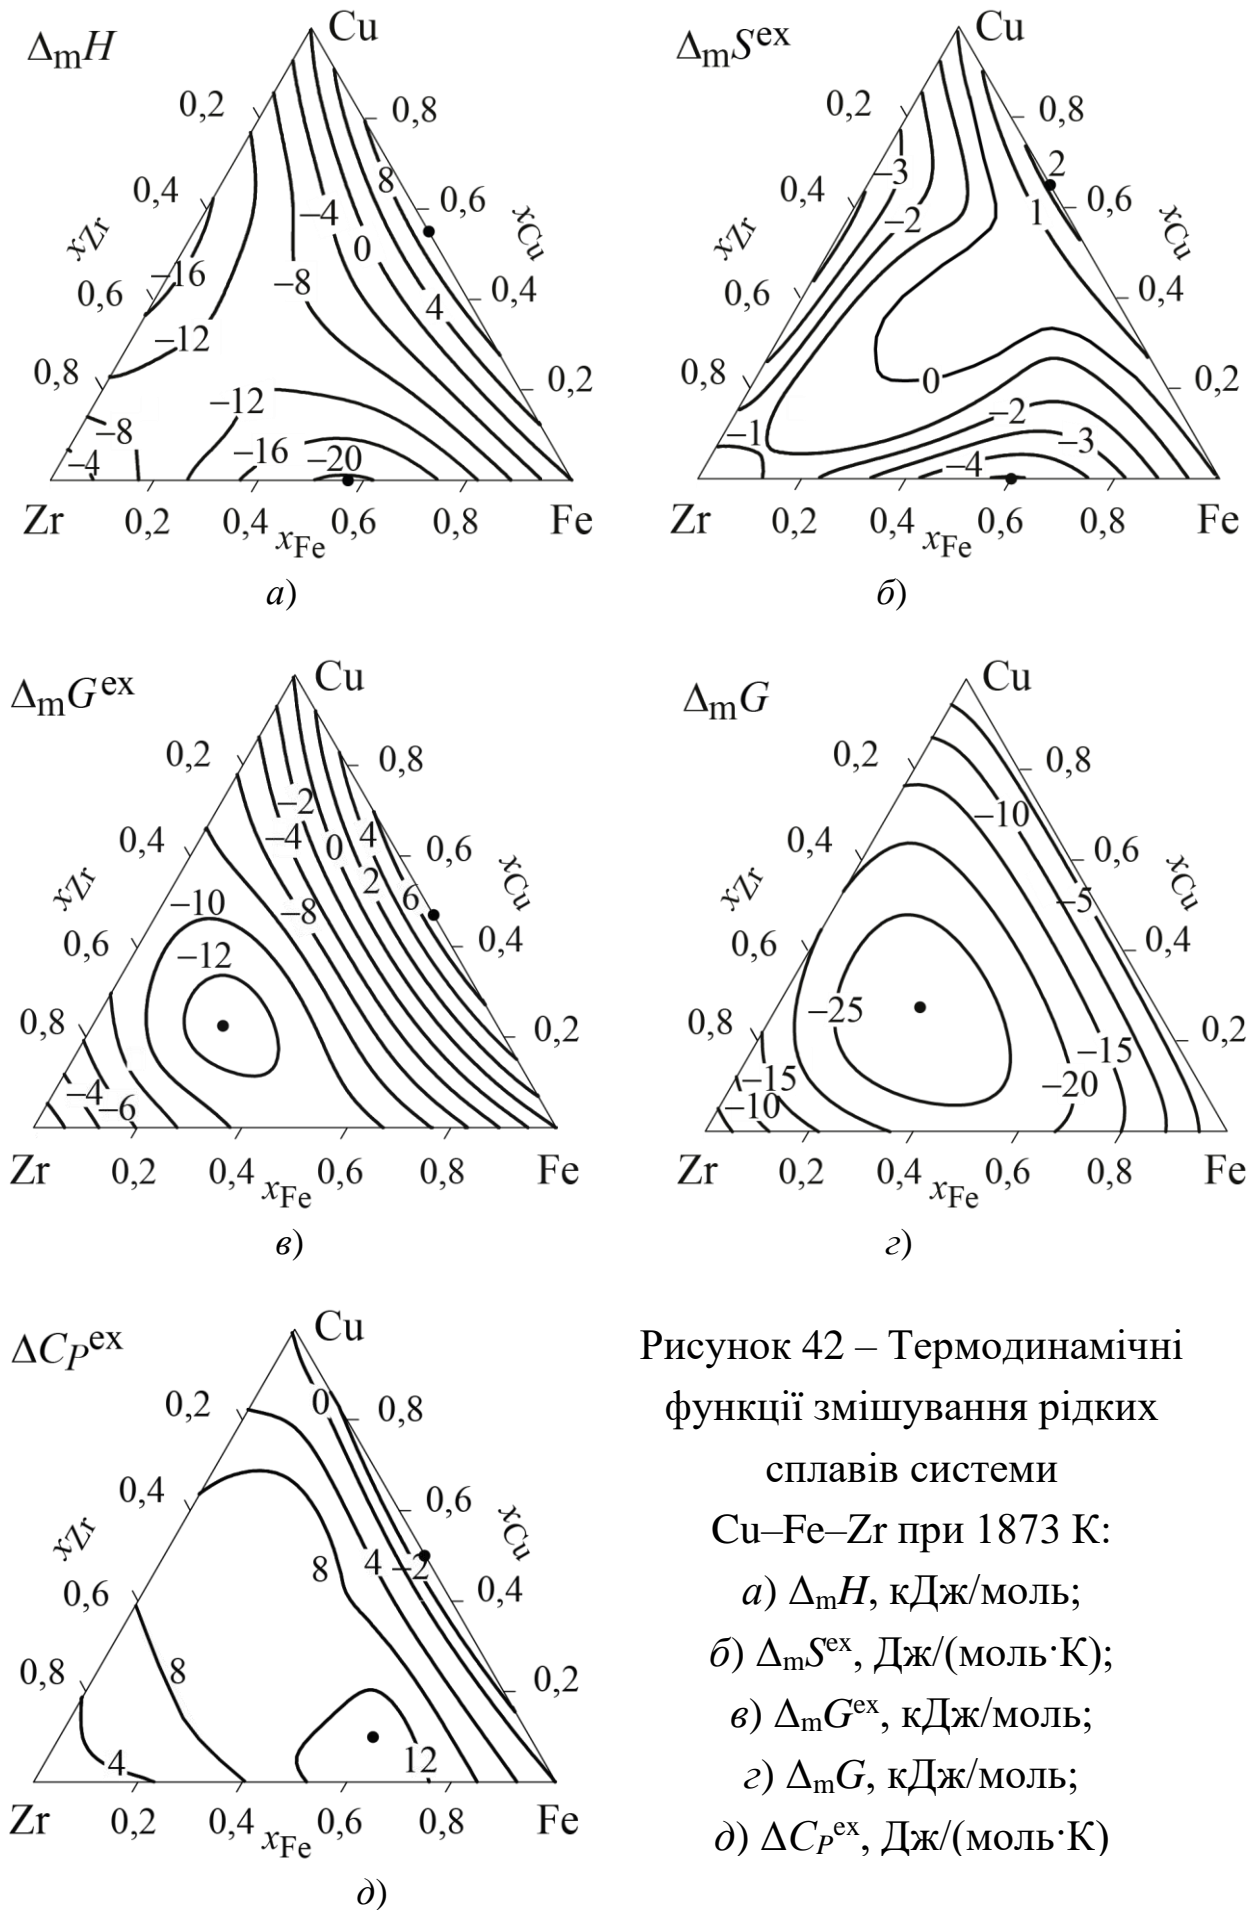 ΔmH
Cu
0,2
0,8
8
0,4
0,6
–4
xZr
xCu
0
–16
–8
0,6
0,4
4
–12
0,8
0,2
–12
–8
–16
–20
–4
Zr
0,2
0,4
xFe
0,6
0,8
Fe
а)
ΔmSex
Cu
0,2
0,8
2
–3
0,4
0,6
–2
1
xZr
xCu
0,6
0,4
0,8
0
0,2
–2
–1
–3
–4
Zr
0,2
0,4
xFe
0,6
0,8
Fe
б)
ΔmGex
Cu
0,2
0,8
–2
–4
0
4
0,4
0,6
2
xZr
xCu
6
–10
–8
0,6
0,4
–12
0,8
0,2
–4
–6
Zr
0,2
0,4
xFe
0,6
0,8
Fe
в)
ΔmG
Cu
0,2
0,8
–10
0,4
0,6
xZr
xCu
–5
0,6
0,4
–25
0,8
0,2
–15
–15
–20
–10
Zr
0,2
0,4
xFe
0,6
0,8
Fe
г)
ΔCPex
Cu
0,2
0
0,8
0,4
0,6
xZr
xCu
8
4
–2
0,6
0,4
0,8
8
0,2
4
12
Zr
0,2
0,4
xFe
0,6
0,8
Fe
д)
Рисунок 42 – Термодинамічні
функції змішування рідких
сплавів системи
Cu–Fe–Zr при 1873 К:
а) ΔmH, кДж/моль;
б) ΔmSex, Дж/(моль·К);
в) ΔmGex, кДж/моль;
г) ΔmG, кДж/моль;
д) ΔCPex, Дж/(моль·К)